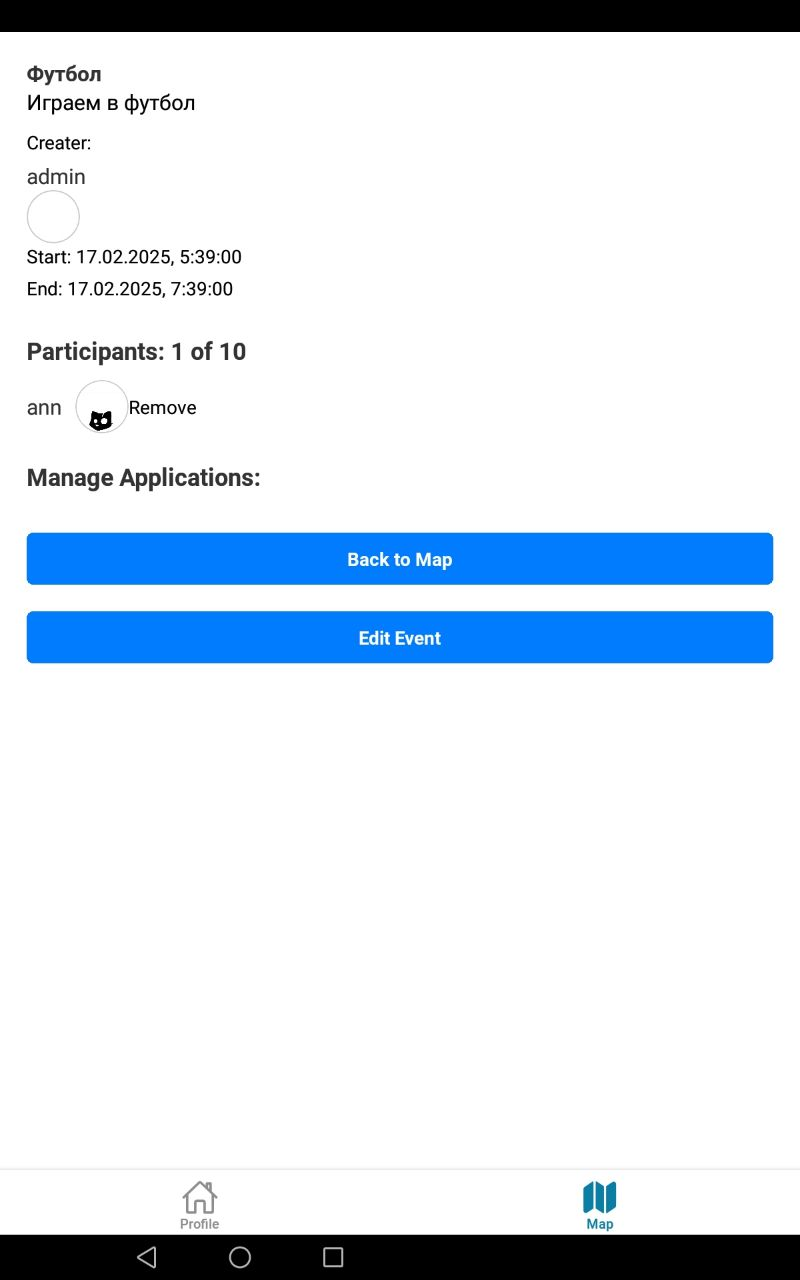 Футбол
Играем в футбол
Creater:
admin
Start: 17.02.2025, 5:39:00
End: 17.02.2025, 7:39:00
Participants: 1 of 10
ann Remove
Manage Applications:
Back to Map
Edit Event
Profile Map